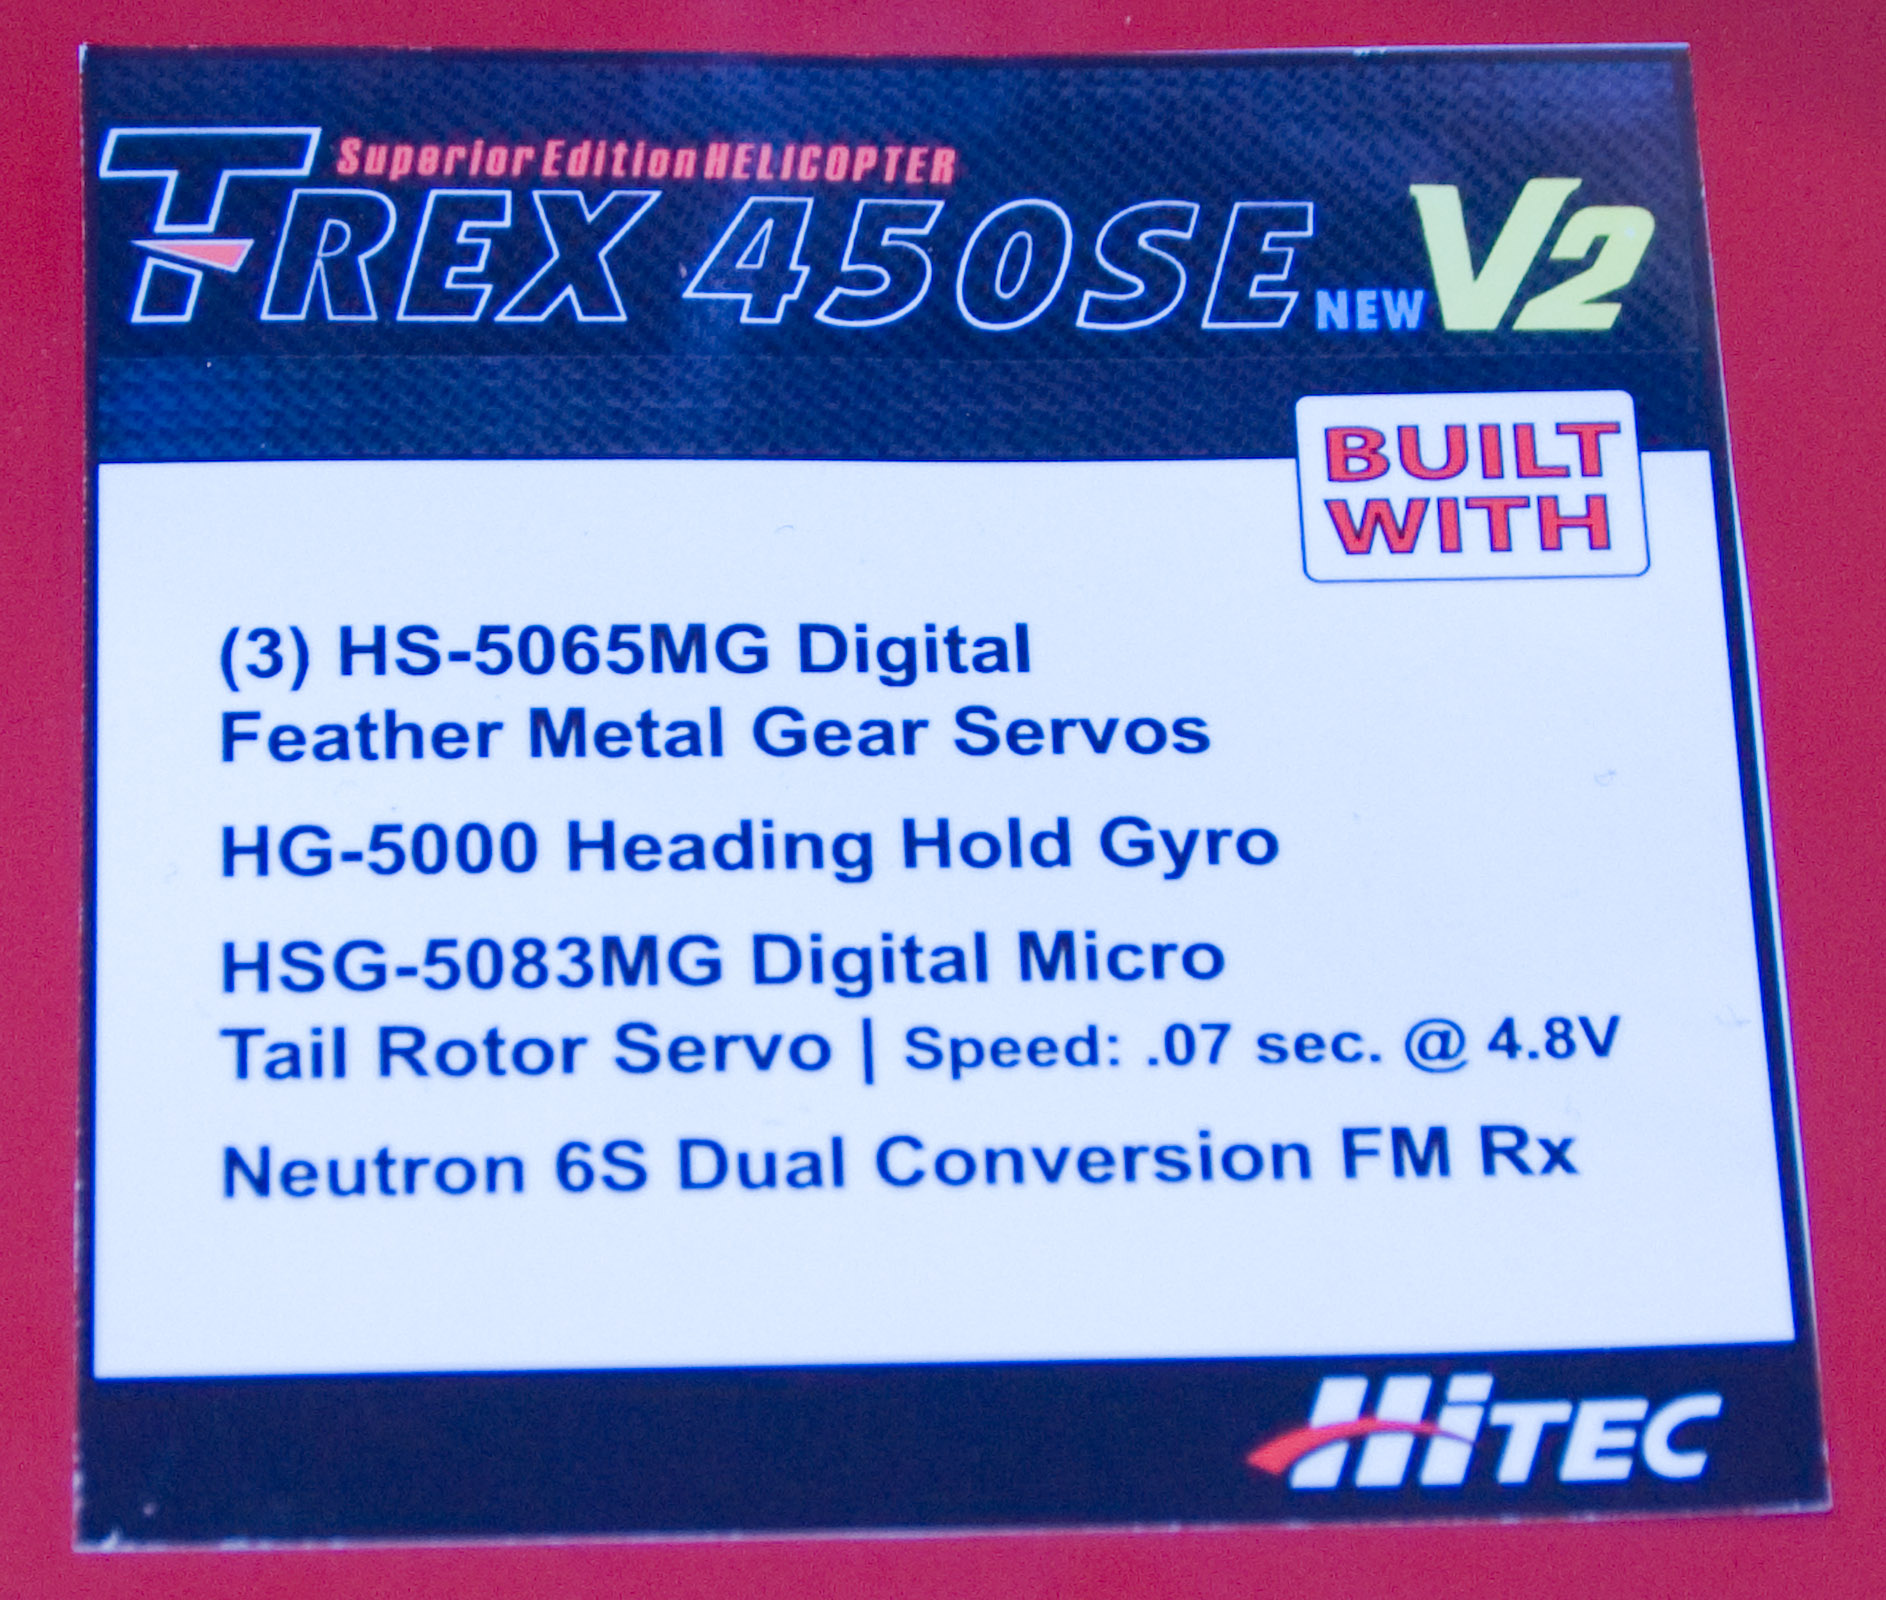 Superior Edition HELICOPTER
T-REX 450SE NEW V2
BUILT
WITH
(3) HS-5065MG Digital
Feather Metal Gear Servos
HG-5000 Heading Hold Gyro
HSG-5083MG Digital Micro
Tail Rotor Servo | Speed: .07 sec. @ 4.8V
Neutron 6S Dual Conversion FM Rx
HiTEC